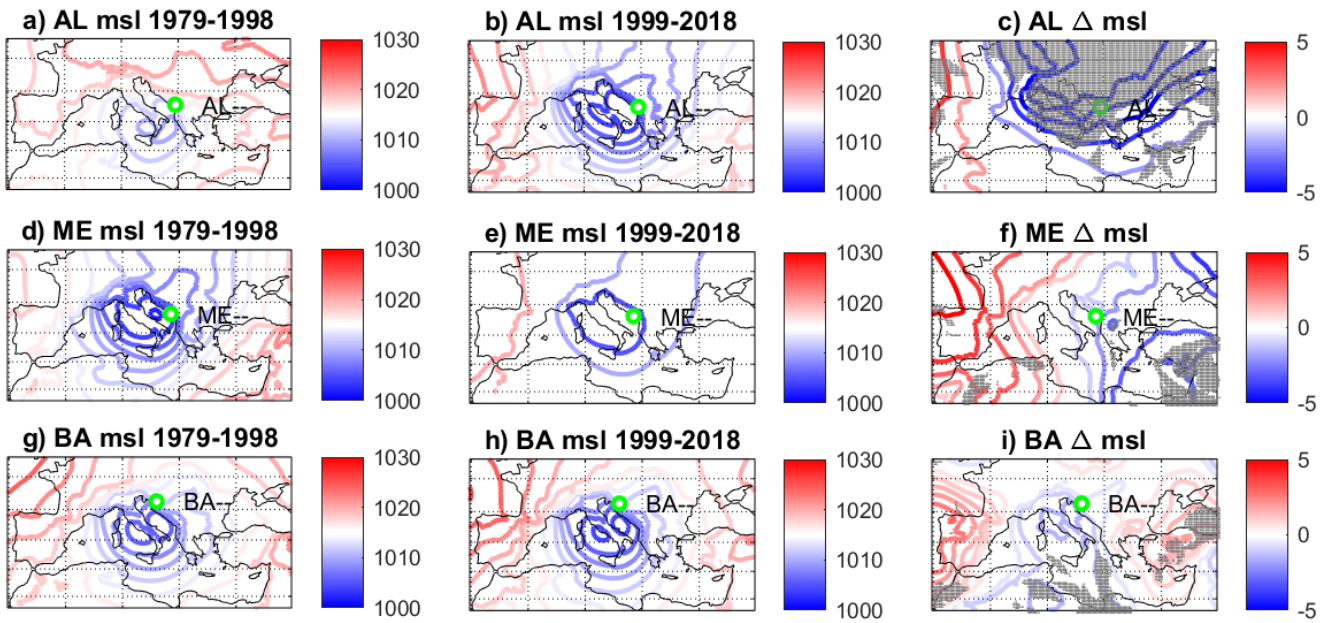 a) AL msl 1979-1998
b) AL msl 1999-2018
c) AL Δ msl
1030
1020
1010
1000
AL--
1030
1020
1010
1000
AL--
5
0
-5
AL--
d) ME msl 1979-1998
e) ME msl 1999-2018
f) ME Δ msl
1030
1020
1010
1000
ME--
1030
1020
1010
1000
ME--
5
0
-5
ME--
g) BA msl 1979-1998
h) BA msl 1999-2018
i) BA Δ msl
1030
1020
1010
1000
BA--
1030
1020
1010
1000
BA--
5
0
-5
BA--